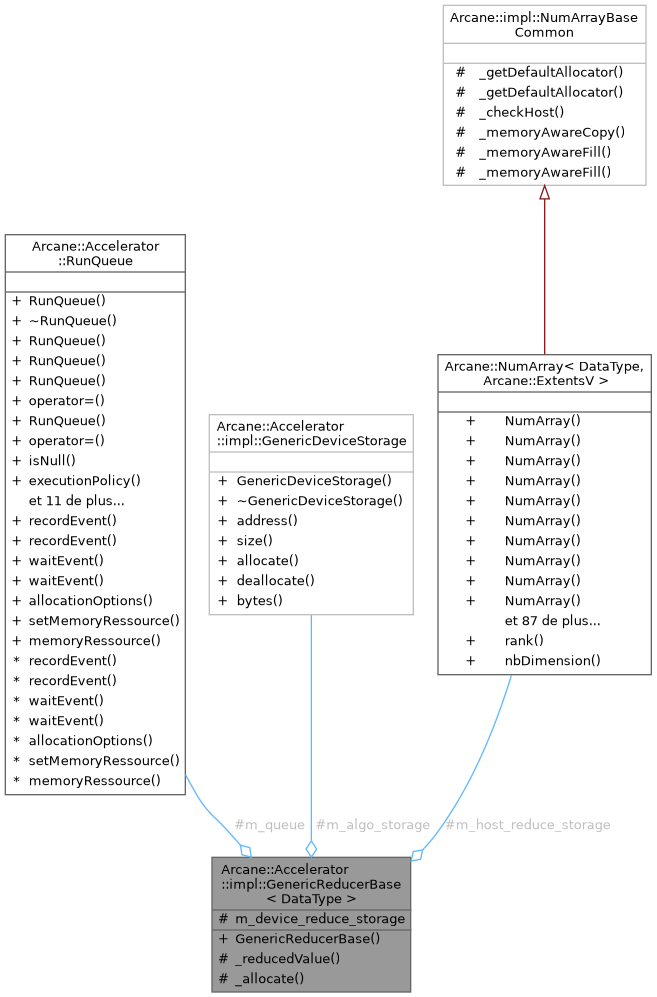 Arcane::impl::NumArrayBase
Common
# _getDefaultAllocator()
# _getDefaultAllocator()
# _checkHost()
# _memoryAwareCopy()
# _memoryAwareFill()
# _memoryAwareFill()
Arcane::Accelerator
::RunQueue
+ RunQueue()
+ ~RunQueue()
+ RunQueue()
+ RunQueue()
+ RunQueue()
+ operator=()
+ RunQueue()
+ operator=()
+ isNull()
+ executionPolicy()
et 11 de plus...
+ recordEvent()
+ recordEvent()
+ waitEvent()
+ waitEvent()
+ allocationOptions()
+ setMemoryRessource()
+ memoryRessource()
* recordEvent()
* recordEvent()
* waitEvent()
* waitEvent()
* allocationOptions()
* setMemoryRessource()
* memoryRessource()
Arcane::Accelerator
::impl::GenericDeviceStorage
+ GenericDeviceStorage()
+ ~GenericDeviceStorage()
+ address()
+ size()
+ allocate()
+ deallocate()
+ bytes()
Arcane::NumArray< DataType,
Arcane::ExtentsV >
+ NumArray()
+ NumArray()
+ NumArray()
+ NumArray()
+ NumArray()
+ NumArray()
+ NumArray()
+ NumArray()
+ NumArray()
+ NumArray()
et 87 de plus...
+ rank()
+ nbDimension()
#m_queue
#m_algo_storage
#m_host_reduce_storage
Arcane::Accelerator
::impl::GenericReducerBase
< DataType >
# m_device_reduce_storage
+ GenericReducerBase()
# _reducedValue()
# _allocate()